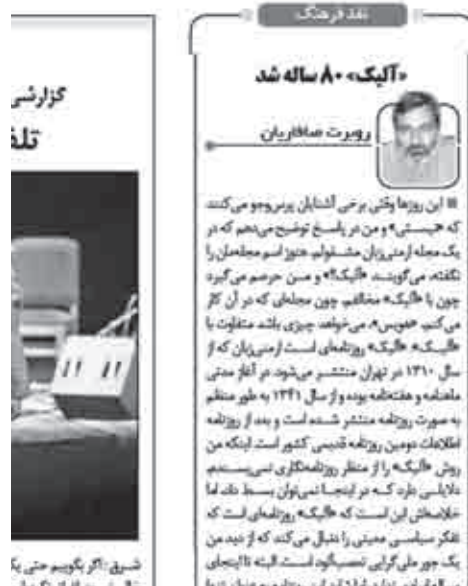 نقد فرهنگ
«آلیک» ۸۰ ساله شد
روبرت صافاریان
این روزها وقتی برخی آشنایان پرس‌وجو می‌کنند
که «نیستی» و من در پاسخ توضیح می‌دهم که در
یک مجله ارمنی‌زبان مشغولم، هنوز اسم مجله‌مان را
نگفته، می‌گویند «آلیک»؟ و من حرصم می‌گیرد
چون با «آلیک» مخالفم، چون مجله‌ای که در آن کار
می‌کنم، «هویس»، می‌خواهد چیزی باشد متفاوت با
«آلیک». «آلیک» روزنامه‌ای است ارمنی‌زبان که از
سال ۱۳۱۰ در تهران منتشر می‌شود. در آغاز مدتی
ماهنامه و هفته‌نامه بوده و از سال ۱۳۴۱ به طور منظم
به صورت روزنامه منتشر شده است و بعد از روزنامه
اطلاعات دومین روزنامه قدیمی کشور است. اینکه من
روش «آلیک» را از منظر روزنامه‌نگاری نمی‌پسندم،
دلایلی دارد که در اینجا نمی‌توان بسط داد، اما
خلاصه‌اش این است که «آلیک» روزنامه‌ای است که
تفکر سیاسی معینی را دنبال می‌کند که از دید من
یک جور ملی‌گرایی تعصب‌آلود است. البته تا اینجای
گزارشی
تلف
شرق: اگر بگوییم حتی یک